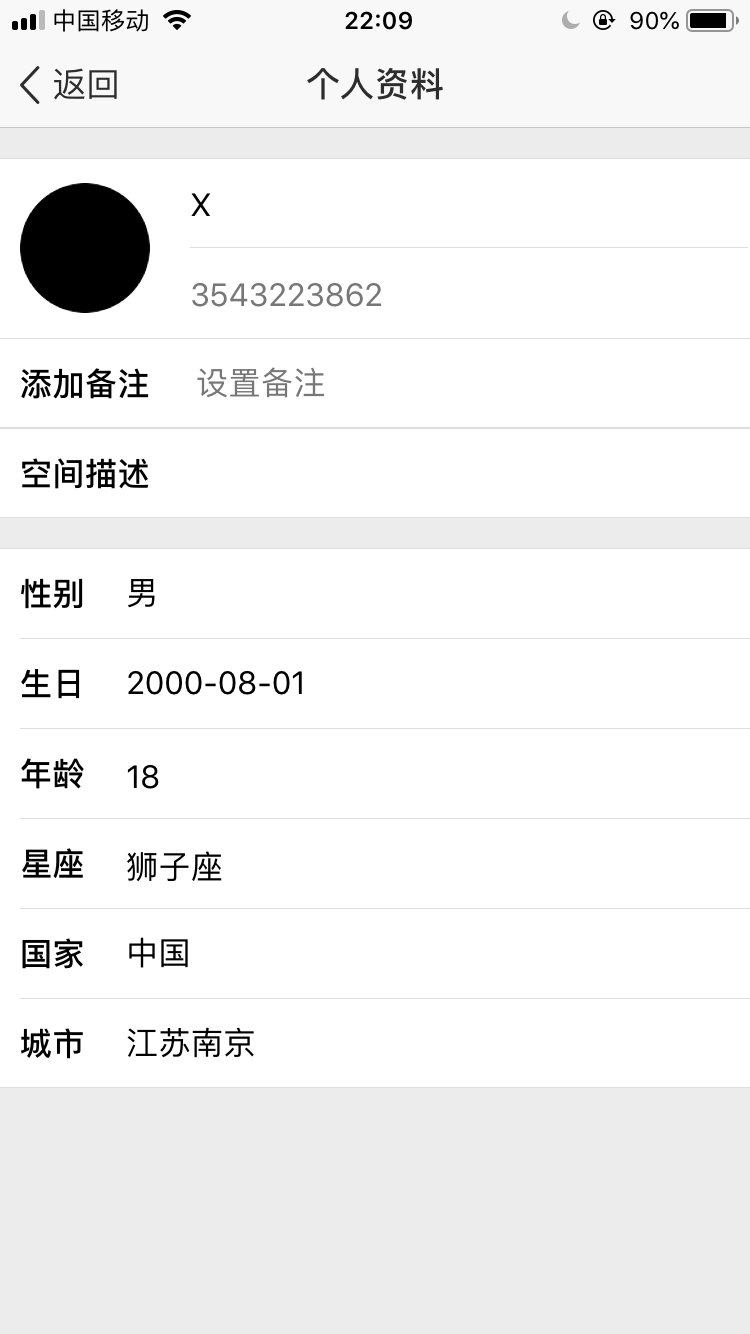 中国移动 22:09 90%
返回 个人资料
X
3543223862
添加备注 设置备注
空间描述
性别 男
生日 2000-08-01
年龄 18
星座 狮子座
国家 中国
城市 江苏南京